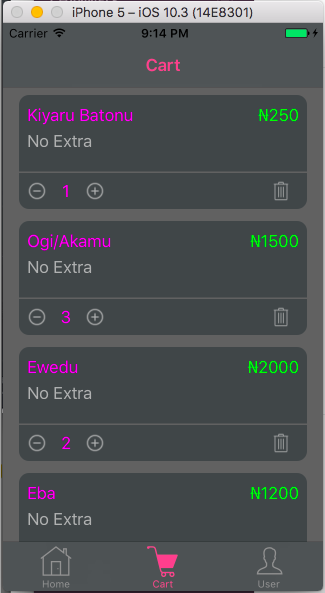 iPhone 5 – iOS 10.3 (14E8301)
Carrier 9:14 PM
Cart
Kiyaru Batonu ₦250
No Extra
1
Ogi/Akamu ₦1500
No Extra
3
Ewedu ₦2000
No Extra
2
Eba ₦1200
No Extra
Home Cart User